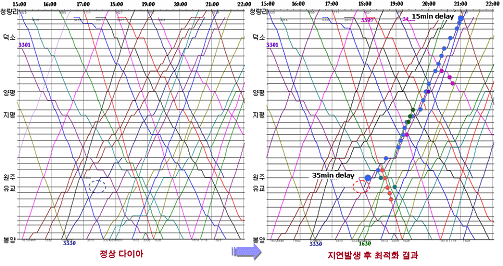 15:00 16:00 17:00 18:00 19:00 20:00 21:00 22:00
청량리
덕소
3301
양평
지평
원주
유교
봉양
3330
정상 다이아
15:00 16:00 17:00 18:00 19:00 20:00 21:00 22:00
청량리
15min delay
덕소
3301
양평
지평
35min delay
원주
유교
봉양
3330
1630
지연발생 후 최적화 결과